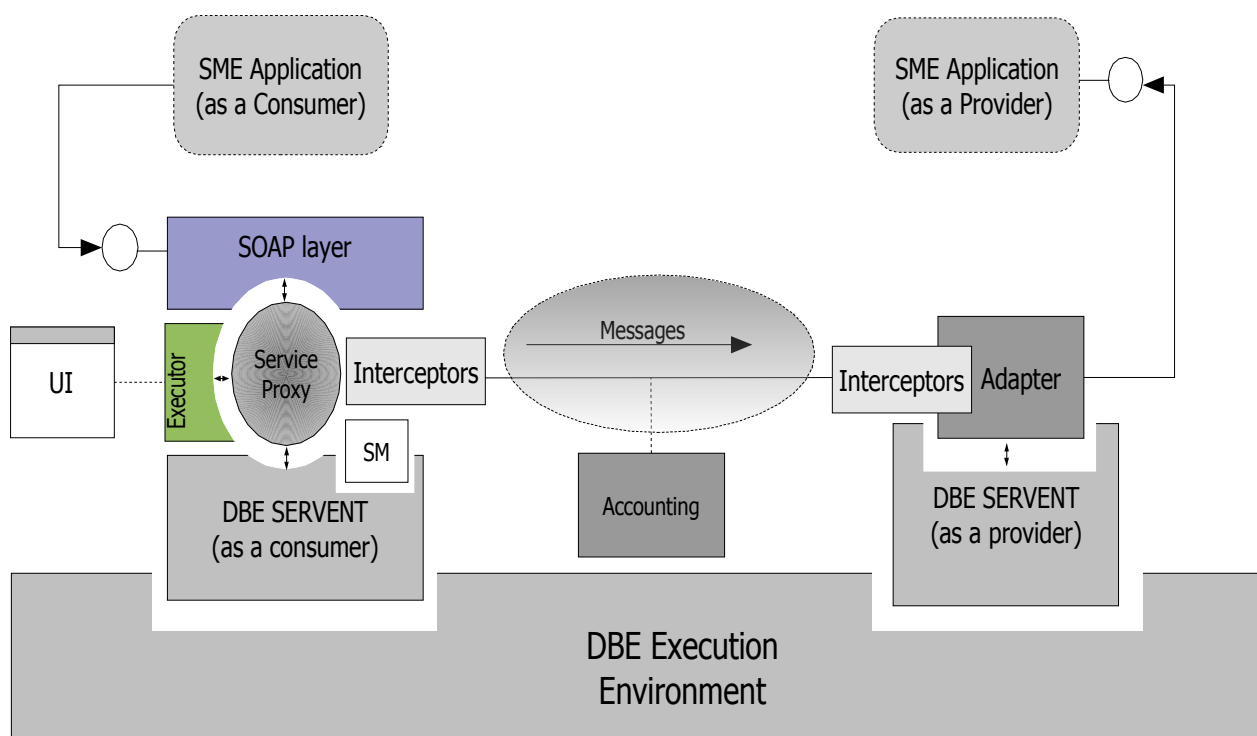 SME Application
(as a Consumer)
SME Application
(as a Provider)
SOAP layer
Messages
UI
Executor
Service
Proxy
Interceptors
Interceptors
Adapter
SM
DBE SERVENT
(as a consumer)
Accounting
DBE SERVENT
(as a provider)
DBE Execution
Environment